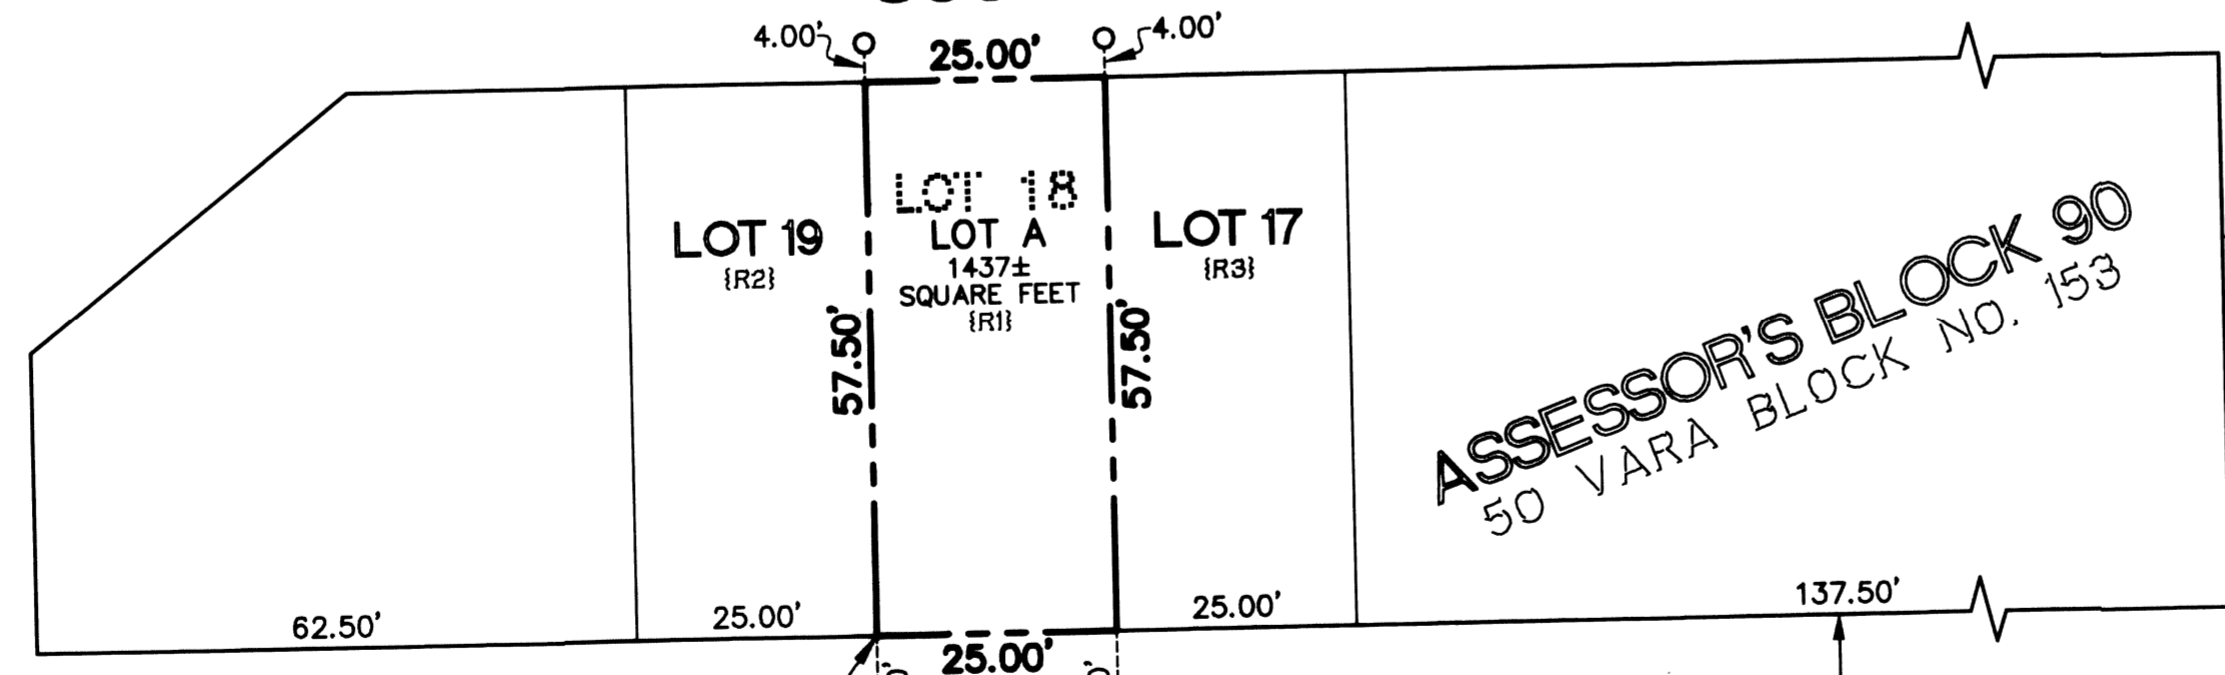 4.00'
25.00'
4.00'
LOT 18
LOT A
1437±
SQUARE FEET
{R1}
LOT 19
{R2}
LOT 17
{R3}
57.50'
57.50'
ASSESSOR'S BLOCK 90
50 VARA BLOCK NO. 153
62.50'
25.00'
25.00'
25.00'
137.50'